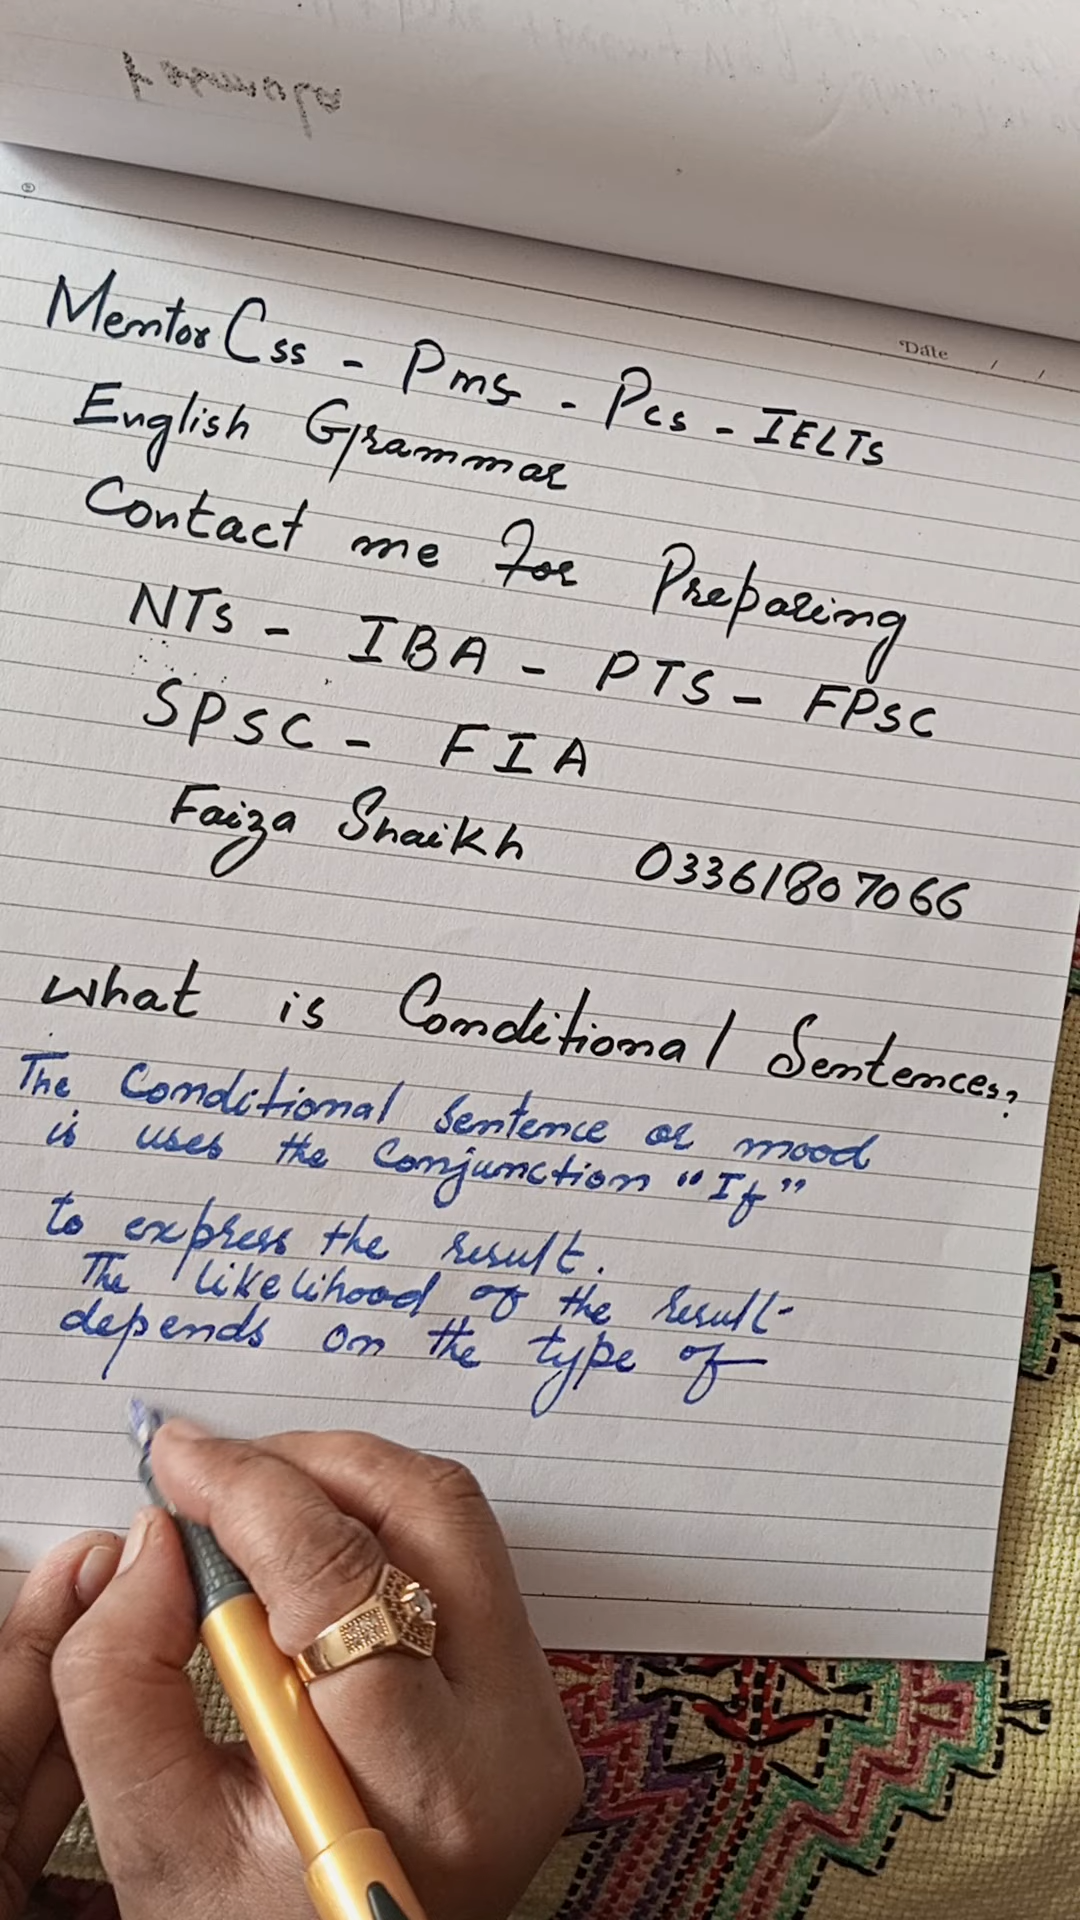 Date / /
Mentor Css - Pms - Pcs - IELTS
English Grammar
Contact me For Preparing
NTs - IBA - PTS - FPSC
SPSC - FIA
Faiza Shaikh 03361807066
What is Conditional Sentences?
The Conditional Sentence or mood
is uses the Conjunction "If"
to express the result.
The likelihood of the result
depends on the type of